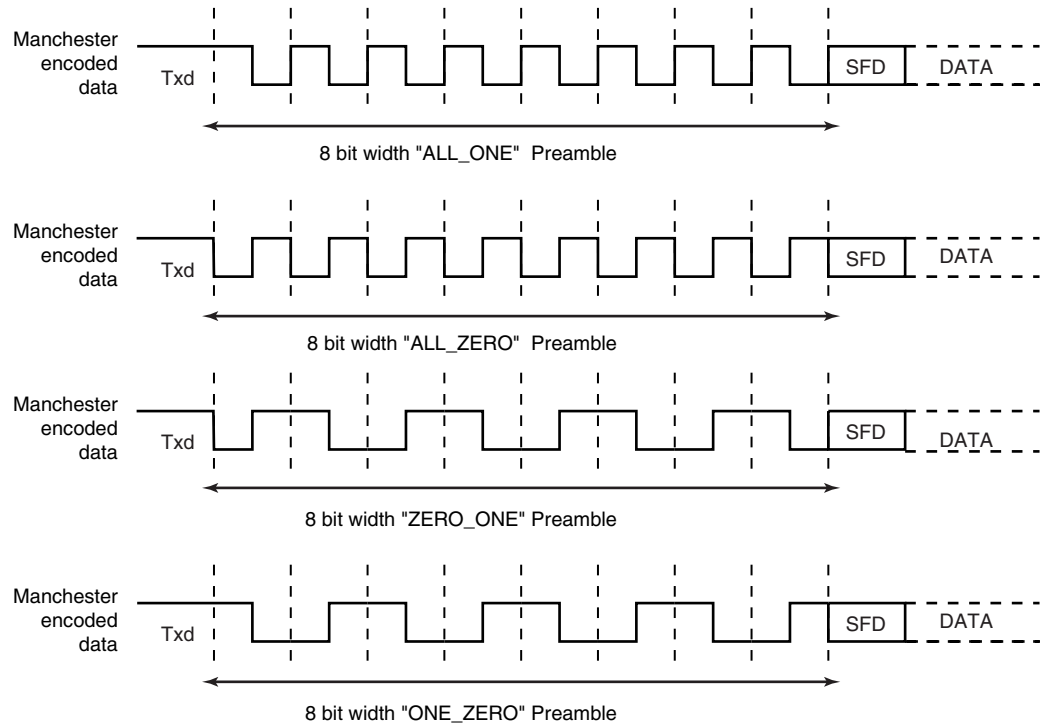 Manchester
encoded
data
Txd
SFD
DATA
8 bit width "ALL_ONE" Preamble
Manchester
encoded
data
Txd
SFD
DATA
8 bit width "ALL_ZERO" Preamble
Manchester
encoded
data
Txd
SFD
DATA
8 bit width "ZERO_ONE" Preamble
Manchester
encoded
data
Txd
SFD
DATA
8 bit width "ONE_ZERO" Preamble